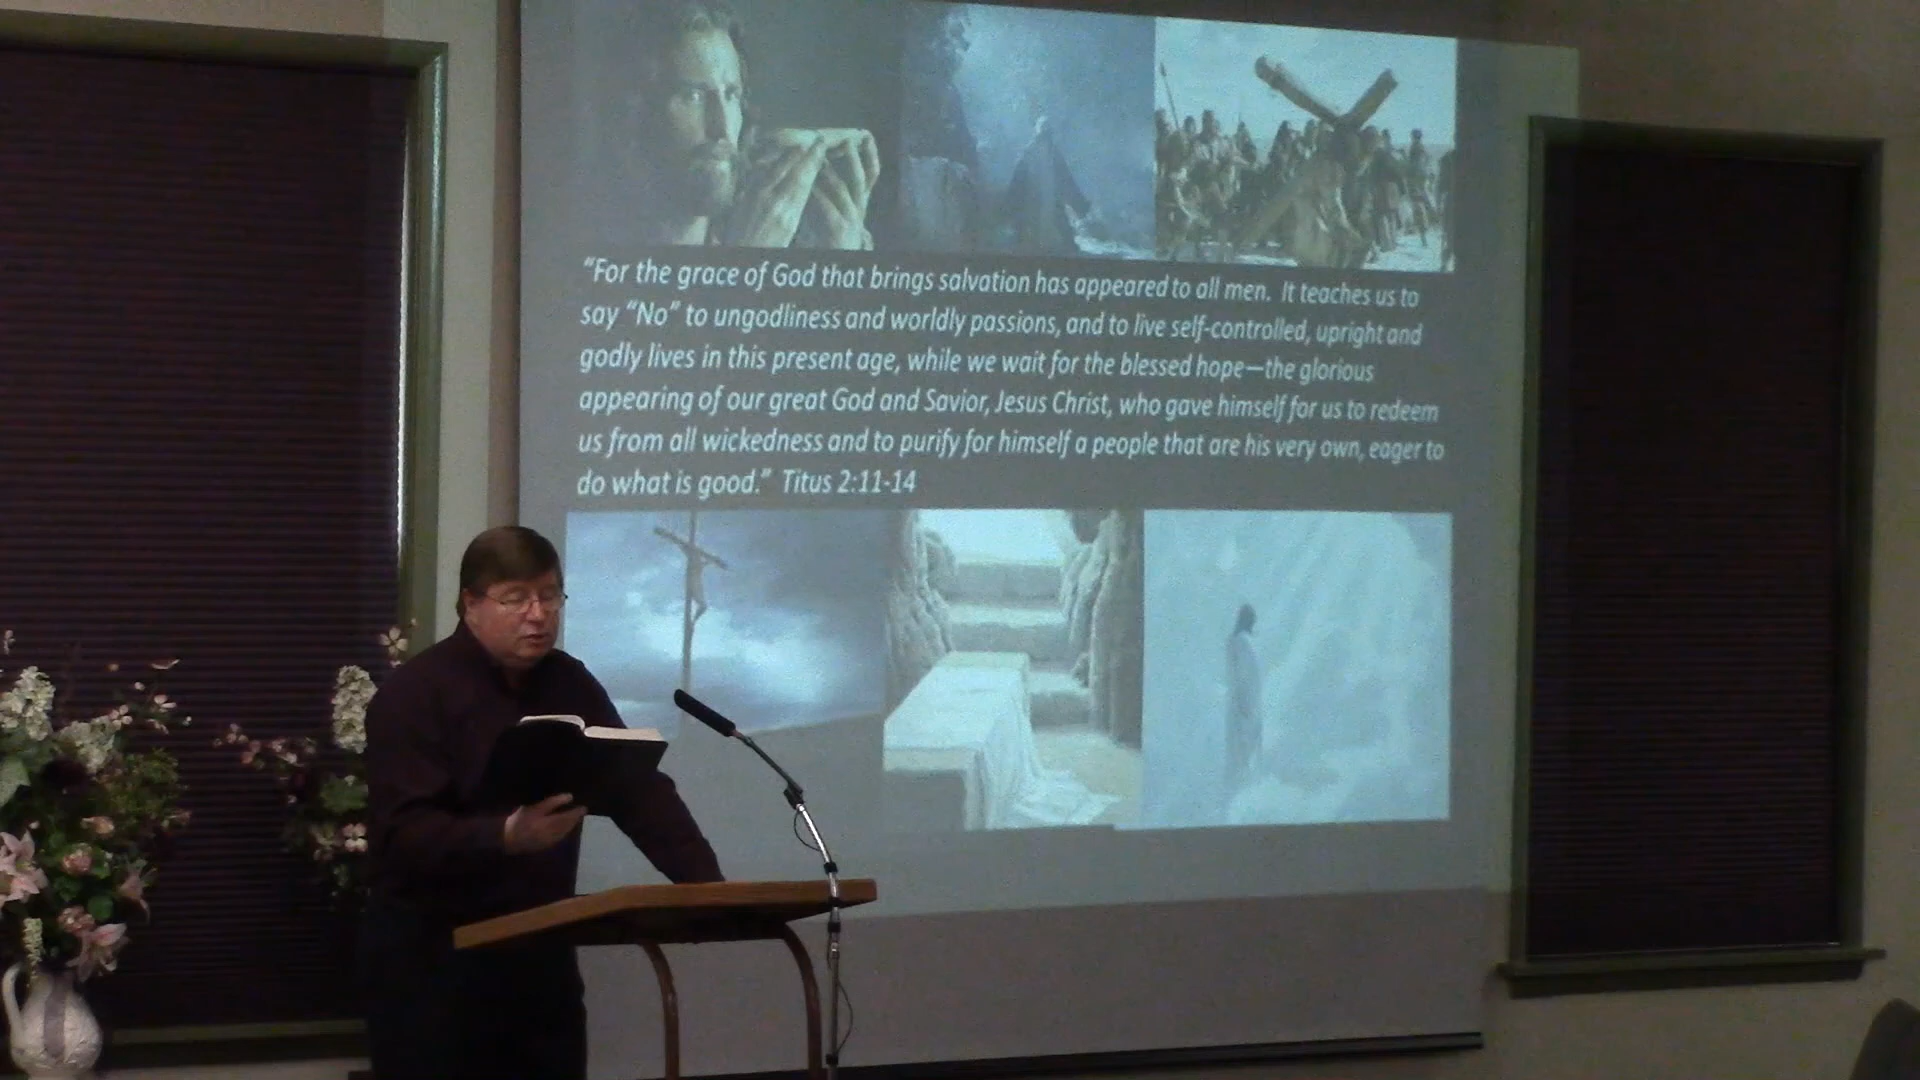 “For the grace of God that brings salvation has appeared to all men. It teaches us to
say “No” to ungodliness and worldly passions, and to live self-controlled, upright and
godly lives in this present age, while we wait for the blessed hope—the glorious
appearing of our great God and Savior, Jesus Christ, who gave himself for us to redeem
us from all wickedness and to purify for himself a people that are his very own, eager to
do what is good.” Titus 2:11-14